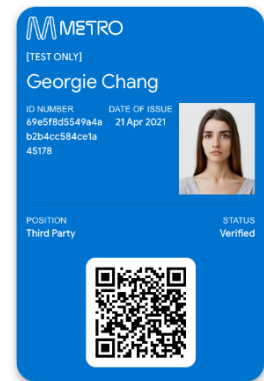 METRO
[TEST ONLY]
Georgie Chang
ID NUMBER DATE OF ISSUE
69e5f8d5549a4a 21 Apr 2021
b2b4cc584ce1a
45178
POSITION STATUS
Third Party Verified